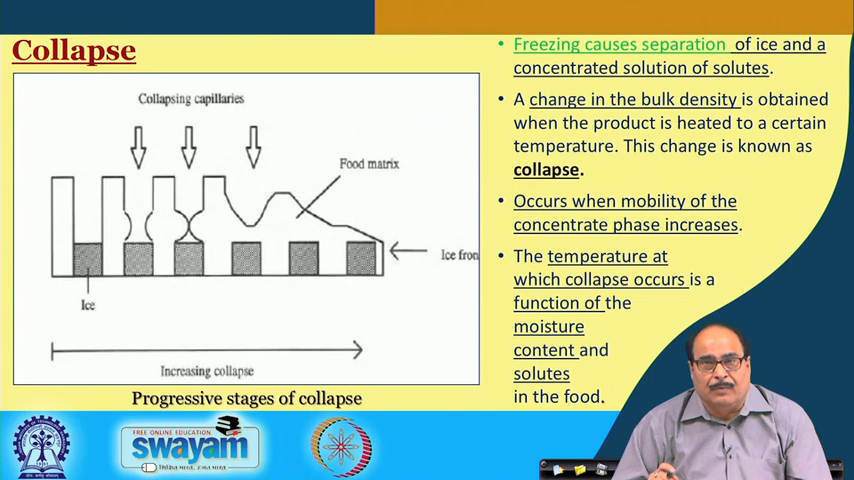 Collapse
Collapsing capillaries
Food matrix
Ice fron
Ice
Increasing collapse
Progressive stages of collapse
• Freezing causes separation of ice and a
concentrated solution of solutes.
• A change in the bulk density is obtained
when the product is heated to a certain
temperature. This change is known as
collapse.
• Occurs when mobility of the
concentrate phase increases.
• The temperature at
which collapse occurs is a
function of the
moisture
content and
solutes
in the food.
FREE ONLINE EDUCATION
swayam